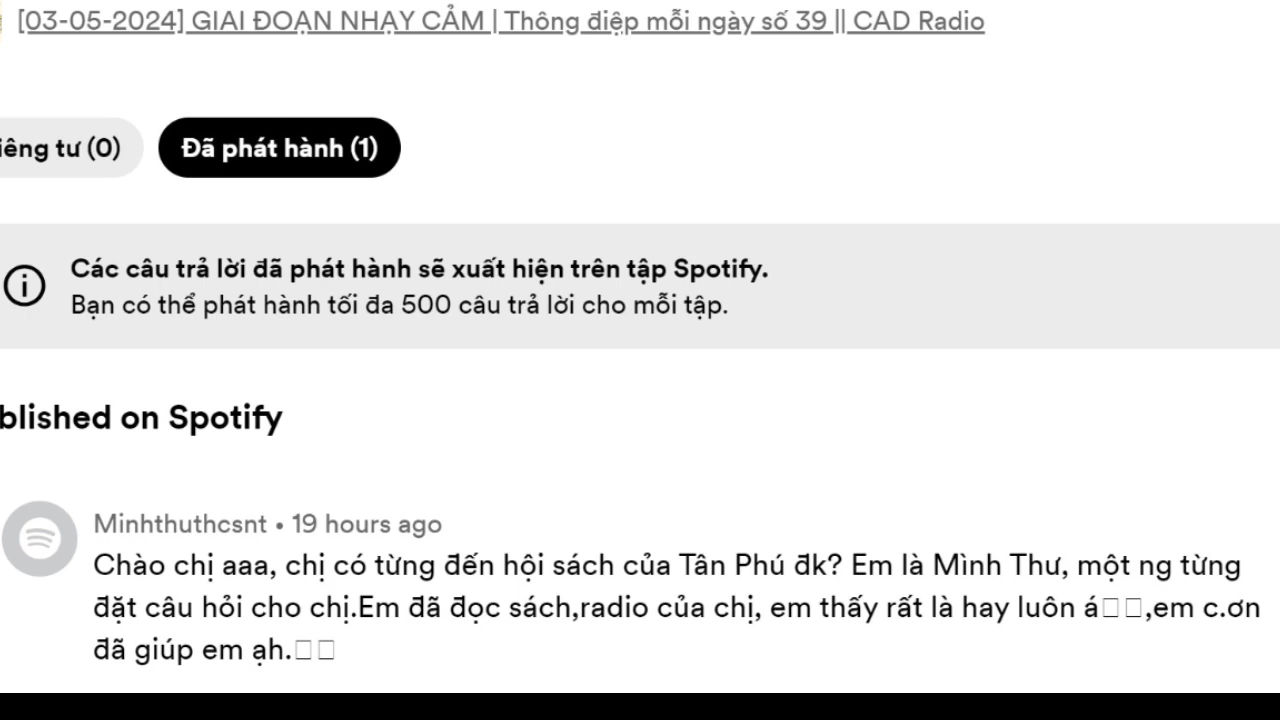 [03-05-2024] GIAI ĐOẠN NHẠY CẢM | Thông điệp mỗi ngày số 39 || CAD Radio
iêng tư (0)
Đã phát hành (1)
Các câu trả lời đã phát hành sẽ xuất hiện trên tập Spotify.
Bạn có thể phát hành tối đa 500 câu trả lời cho mỗi tập.
blished on Spotify
Minhthuthcsnt • 19 hours ago
Chào chị aaa, chị có từng đến hội sách của Tân Phú đk? Em là Mình Thư, một ng từng
đặt câu hỏi cho chị.Em đã đọc sách,radio của chị, em thấy rất là hay luôn á□□,em c.ơn
đã giúp em ạh.□□